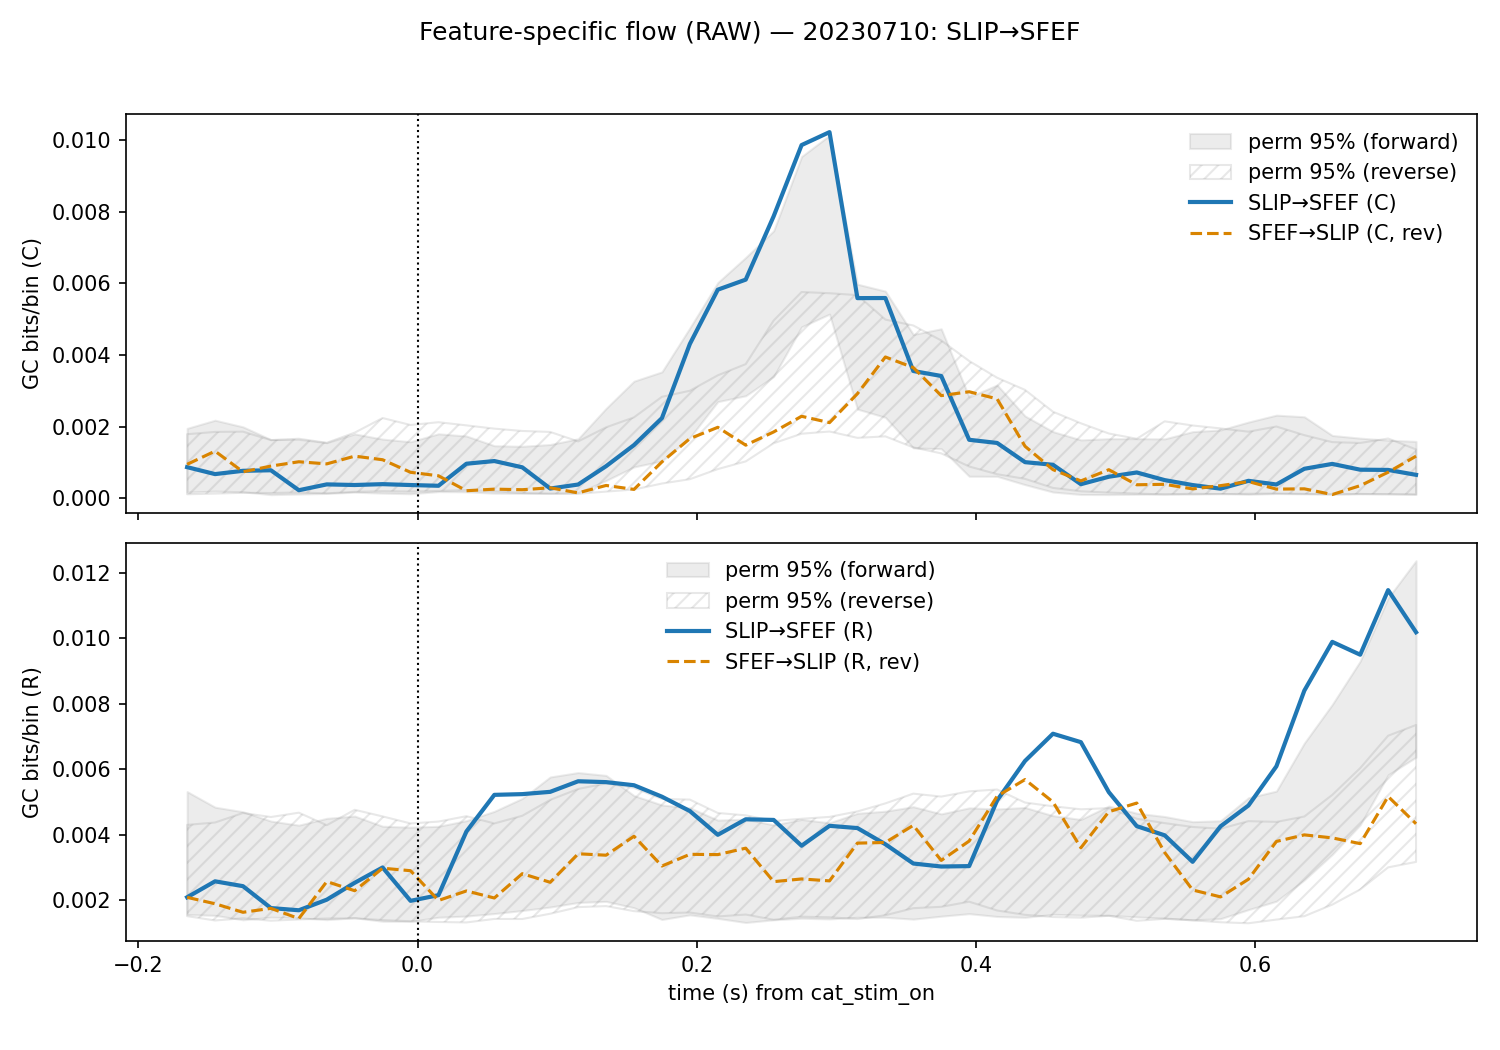 Feature-specific flow (RAW) — 20230710: SLIP→SFEF
GC bits/bin (C)
0.010
0.008
0.006
0.004
0.002
0.000
perm 95% (forward)
perm 95% (reverse)
SLIP→SFEF (C)
SFEF→SLIP (C, rev)
GC bits/bin (R)
0.012
0.010
0.008
0.006
0.004
0.002
perm 95% (forward)
perm 95% (reverse)
SLIP→SFEF (R)
SFEF→SLIP (R, rev)
−0.2 0.0 0.2 0.4 0.6
time (s) from cat_stim_on